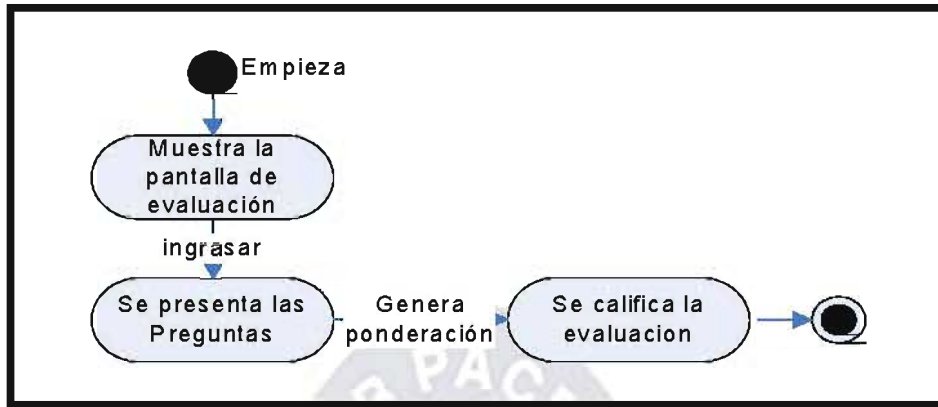 Empieza
Muestra la
pantalla de
evaluación
ingrasar
Se presenta las
Preguntas
Genera
ponderación
Se califica la
evaluacion